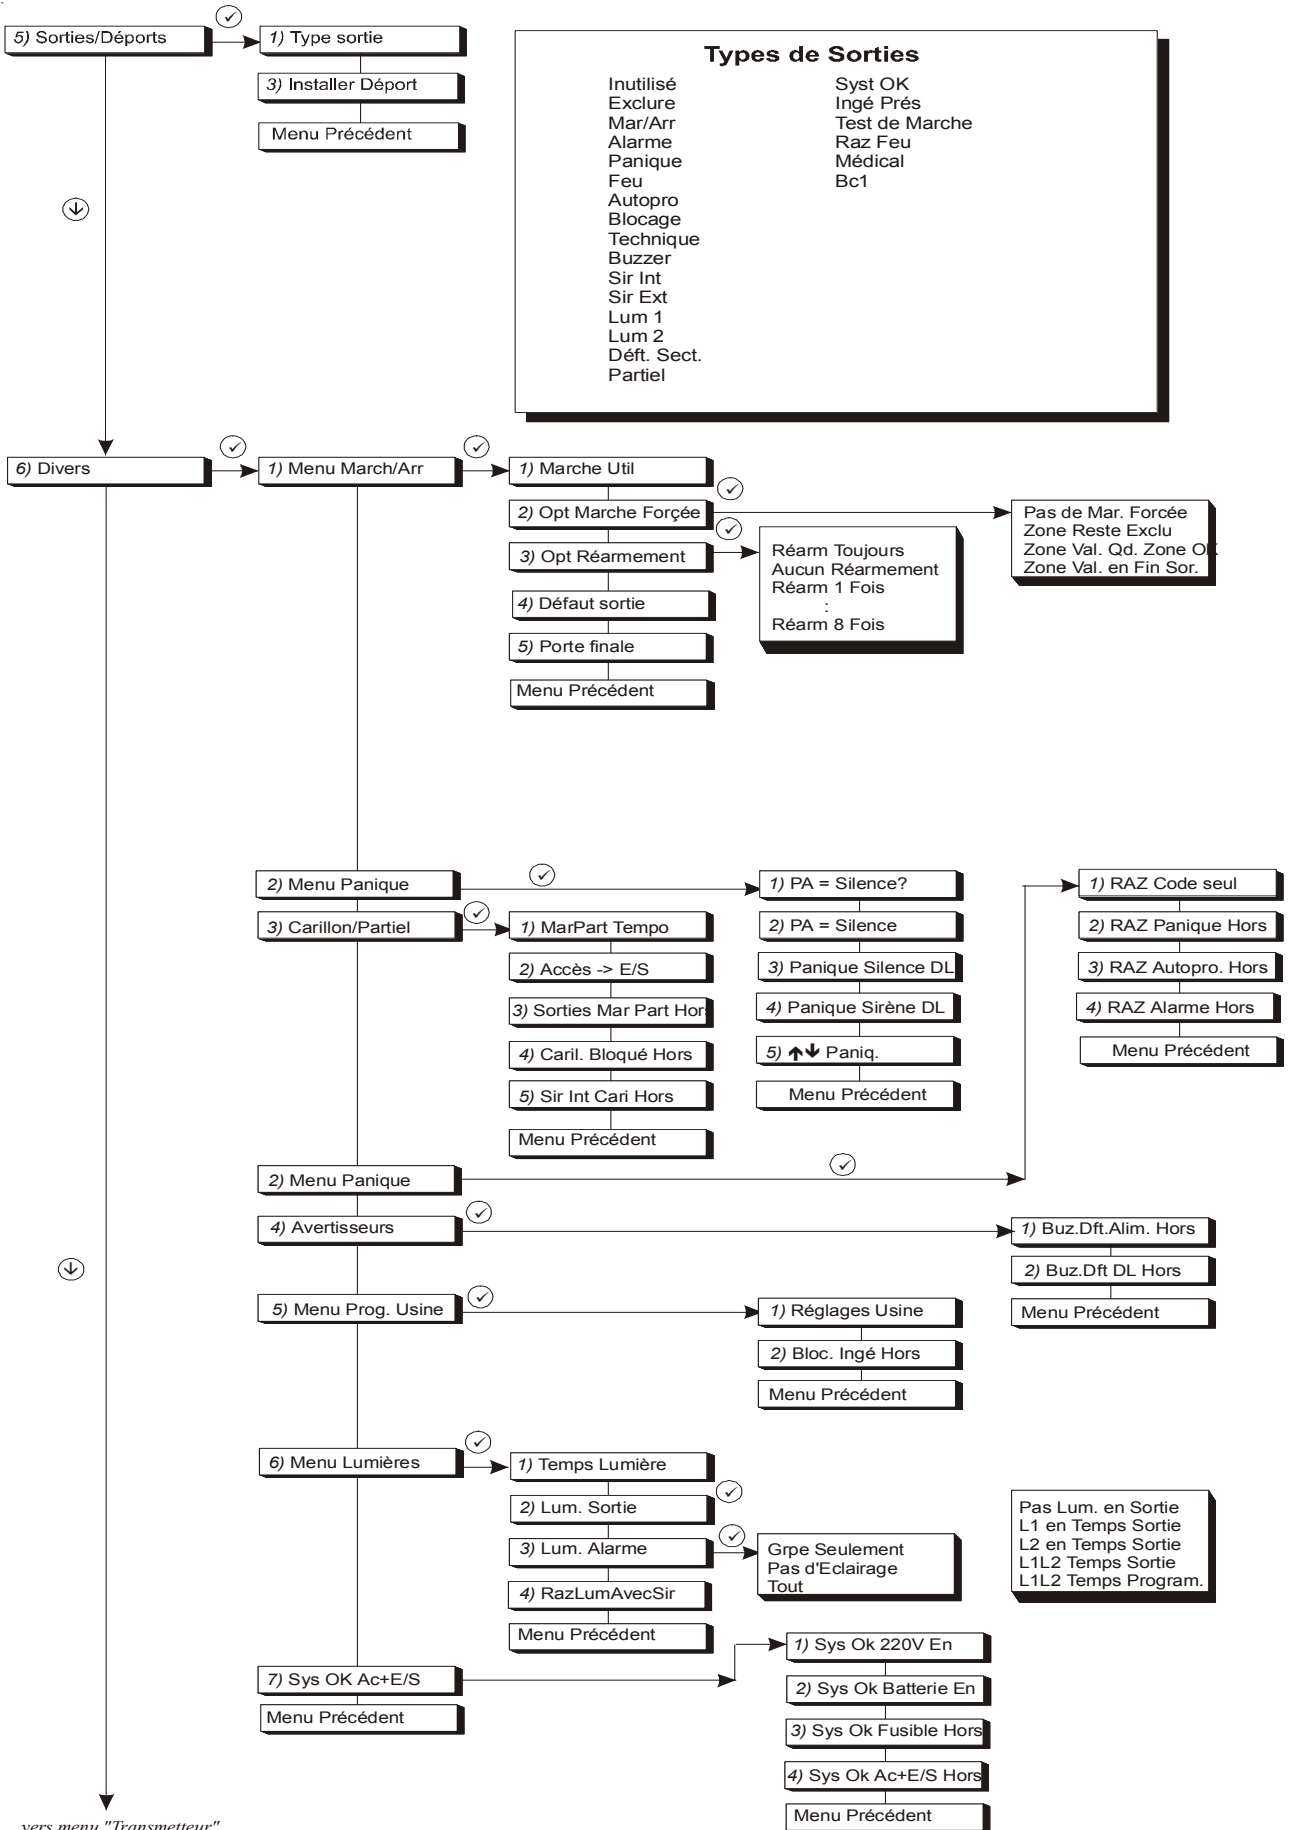 5) Sorties/Déports
1) Type sortie
3) Installer Déport
Menu Précédent
Types de Sorties
Inutilisé
Exclure
Mar/Arr
Alarme
Panique
Feu
Autopro
Blocage
Technique
Buzzer
Sir Int
Sir Ext
Lum 1
Lum 2
Déft. Sect.
Partiel
Syst OK
Ingé Prés
Test de Marche
Raz Feu
Médical
Bc1
6) Divers
1) Menu March/Arr
1) Marche Util
2) Opt Marche Forçée
3) Opt Réarmement
4) Défaut sortie
5) Porte finale
Menu Précédent
Réarm Toujours
Aucun Réarmement
Réarm 1 Fois
:
Réarm 8 Fois
Pas de Mar. Forcée
Zone Reste Exclu
Zone Val. Qd. Zone OK
Zone Val. en Fin Sor.
2) Menu Panique
1) PA = Silence?
2) PA = Silence
3) Panique Silence DL
4) Panique Sirène DL
5) ↑↓ Paniq.
Menu Précédent
3) Carillon/Partiel
1) MarPart Tempo
2) Accès -> E/S
3) Sorties Mar Part Hors
4) Caril. Bloqué Hors
5) Sir Int Cari Hors
Menu Précédent
2) Menu Panique
1) RAZ Code seul
2) RAZ Panique Hors
3) RAZ Autopro. Hors
4) RAZ Alarme Hors
Menu Précédent
4) Avertisseurs
1) Buz.Dft.Alim. Hors
2) Buz.Dft DL Hors
Menu Précédent
5) Menu Prog. Usine
1) Réglages Usine
2) Bloc. Ingé Hors
Menu Précédent
6) Menu Lumières
1) Temps Lumière
2) Lum. Sortie
3) Lum. Alarme
4) RazLumAvecSir
Menu Précédent
Grpe Seulement
Pas d'Eclairage
Tout
Pas Lum. en Sortie
L1 en Temps Sortie
L2 en Temps Sortie
L1L2 Temps Sortie
L1L2 Temps Program.
7) Sys OK Ac+E/S
1) Sys Ok 220V En
2) Sys Ok Batterie En
3) Sys Ok Fusible Hors
4) Sys Ok Ac+E/S Hors
Menu Précédent
Menu Précédent
vers menu "Transmetteur"